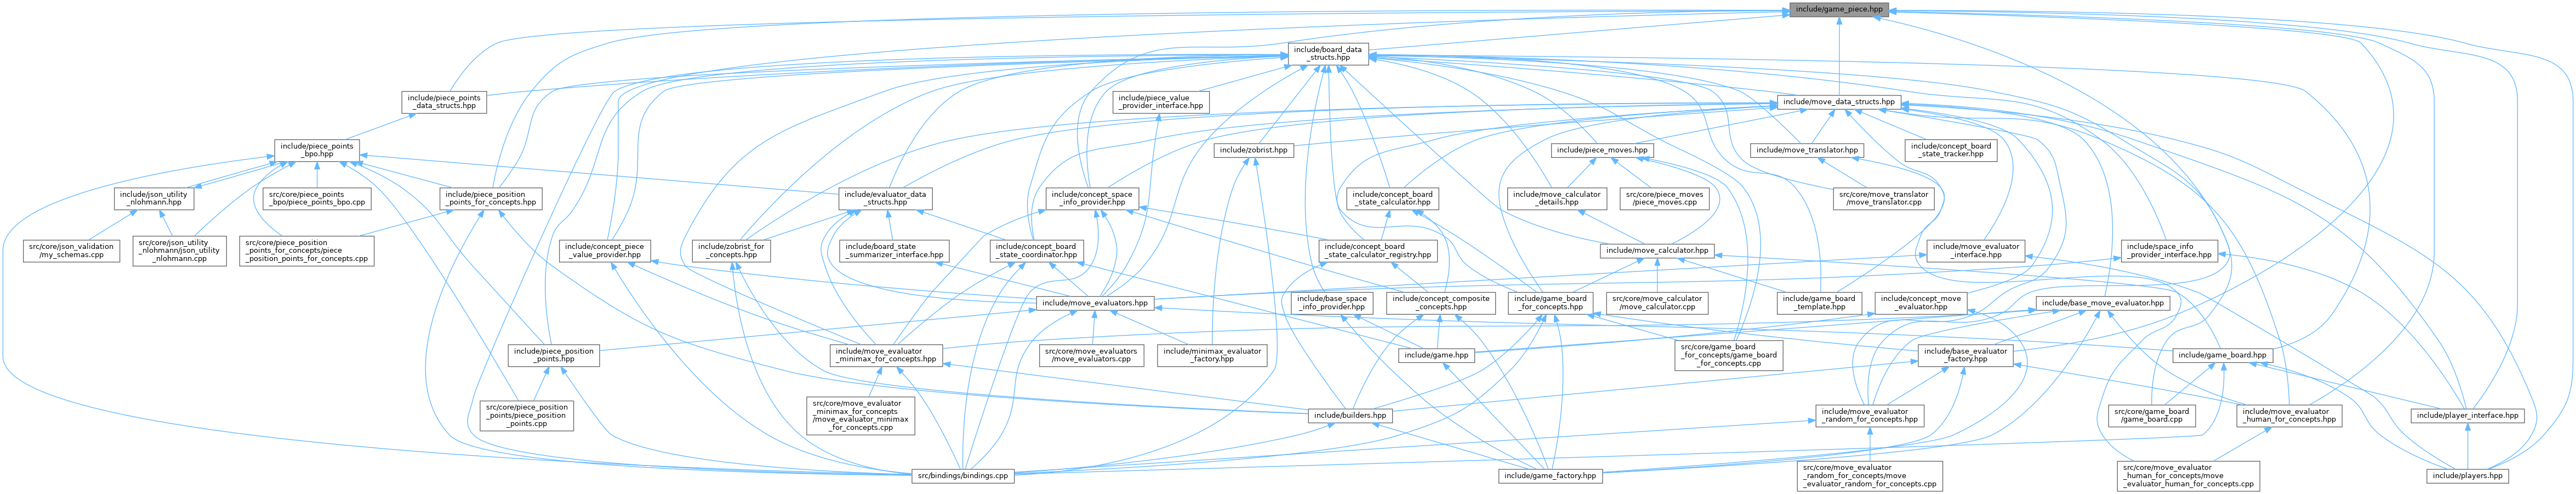 include/game_piece.hpp
include/board_data
_structs.hpp
include/piece_points
_data_structs.hpp
include/piece_value
_provider_interface.hpp
include/move_data_structs.hpp
include/piece_points
_bpo.hpp
include/zobrist.hpp
include/piece_moves.hpp
include/move_translator.hpp
include/concept_board
_state_tracker.hpp
include/json_utility
_nlohmann.hpp
src/core/piece_points
_bpo/piece_points_bpo.cpp
include/piece_position
_points_for_concepts.hpp
include/evaluator_data
_structs.hpp
include/concept_space
_info_provider.hpp
include/concept_board
_state_calculator.hpp
include/move_calculator
_details.hpp
src/core/piece_moves
/piece_moves.cpp
src/core/move_translator
/move_translator.cpp
src/core/json_validation
/my_schemas.cpp
src/core/json_utility
_nlohmann/json_utility
_nlohmann.cpp
src/core/piece_position
_points_for_concepts/piece
_position_points_for_concepts.cpp
include/concept_piece
_value_provider.hpp
include/zobrist_for
_concepts.hpp
include/board_state
_summarizer_interface.hpp
include/concept_board
_state_coordinator.hpp
include/concept_board
_state_calculator_registry.hpp
include/move_calculator.hpp
include/move_evaluator
_interface.hpp
include/space_info
_provider_interface.hpp
include/move_evaluators.hpp
include/base_space
_info_provider.hpp
include/concept_composite
_concepts.hpp
include/game_board
_for_concepts.hpp
src/core/move_calculator
/move_calculator.cpp
include/game_board
_template.hpp
include/concept_move
_evaluator.hpp
include/base_move_evaluator.hpp
include/piece_position
_points.hpp
include/move_evaluator
_minimax_for_concepts.hpp
src/core/move_evaluators
/move_evaluators.cpp
include/minimax_evaluator
_factory.hpp
include/game.hpp
src/core/game_board
_for_concepts/game_board
_for_concepts.cpp
include/base_evaluator
_factory.hpp
include/game_board.hpp
src/core/piece_position
_points/piece_position
_points.cpp
src/core/move_evaluator
_minimax_for_concepts
/move_evaluator_minimax
_for_concepts.cpp
include/builders.hpp
include/move_evaluator
_random_for_concepts.hpp
src/core/game_board
/game_board.cpp
include/move_evaluator
_human_for_concepts.hpp
include/player_interface.hpp
src/bindings/bindings.cpp
include/game_factory.hpp
src/core/move_evaluator
_random_for_concepts/move
_evaluator_random_for_concepts.cpp
src/core/move_evaluator
_human_for_concepts/move
_evaluator_human_for_concepts.cpp
include/players.hpp